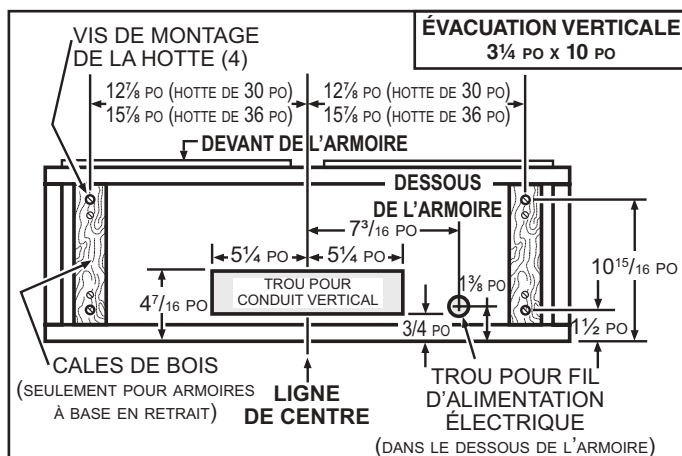 VIS DE MONTAGE
DE LA HOTTE (4)
ÉVACUATION VERTICALE
3¼ PO X 10 PO
12⅞ PO (HOTTE DE 30 PO)
15⅞ PO (HOTTE DE 36 PO)
12⅞ PO (HOTTE DE 30 PO)
15⅞ PO (HOTTE DE 36 PO)
DEVANT DE L'ARMOIRE
DESSOUS
DE L'ARMOIRE
7³/₁₆ PO
5¼ PO
5¼ PO
TROU POUR
CONDUIT VERTICAL
4⁷/₁₆ PO
1⅜ PO
3/4 PO
10¹⁵/₁₆ PO
1½ PO
CALES DE BOIS
(SEULEMENT POUR ARMOIRES
À BASE EN RETRAIT)
LIGNE
DE CENTRE
TROU POUR FIL
D'ALIMENTATION
ÉLECTRIQUE
(DANS LE DESSOUS DE L'ARMOIRE)